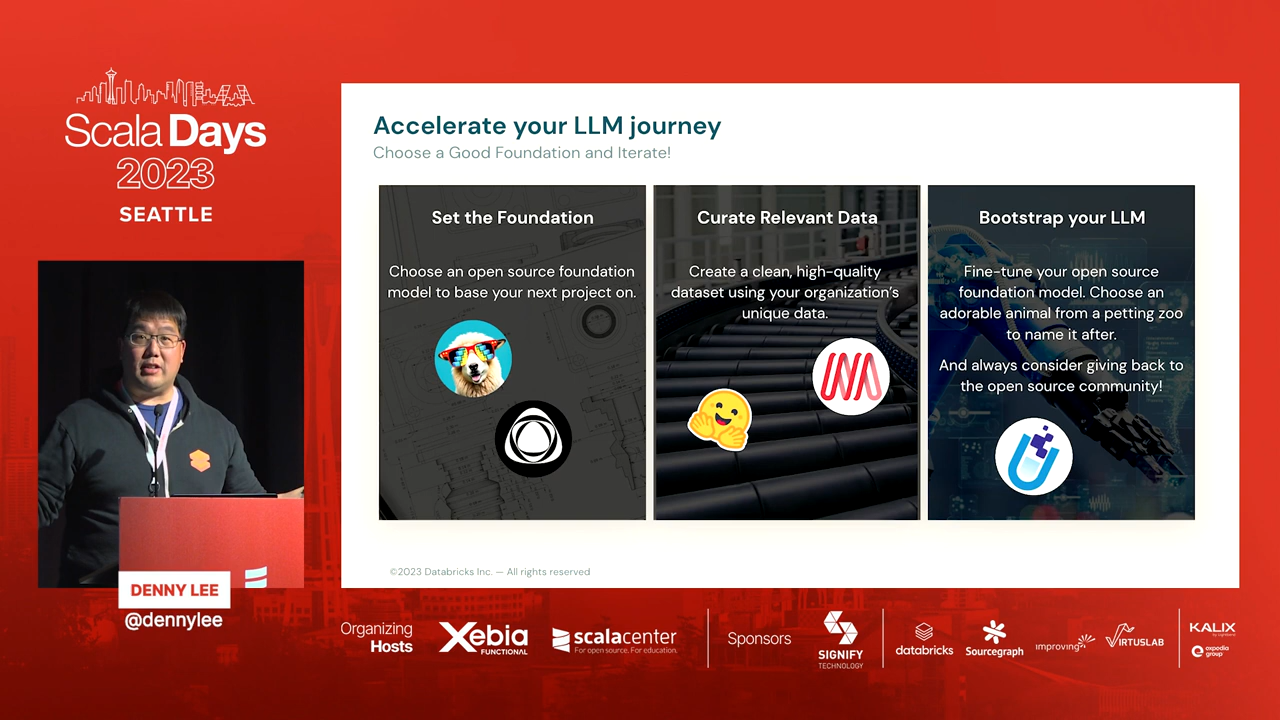 Scala Days
2023
SEATTLE
Accelerate your LLM journey
Choose a Good Foundation and Iterate!
Set the Foundation
Choose an open source foundation
model to base your next project on.
Curate Relevant Data
Create a clean, high-quality
dataset using your organization's
unique data.
Bootstrap your LLM
Fine-tune your open source
foundation model. Choose an
adorable animal from a petting zoo
to name it after.
And always consider giving back to
the open source community!
©2023 Databricks Inc. — All rights reserved
DENNY LEE
@dennylee
Organizing
Hosts
Xebia
FUNCTIONAL
scalacenter
For open source. For education.
Sponsors
SIGNIFY
TECHNOLOGY
databricks
Sourcegraph
improving
VIRTUSLAB
KALIX
by Lightbend
expedia
group